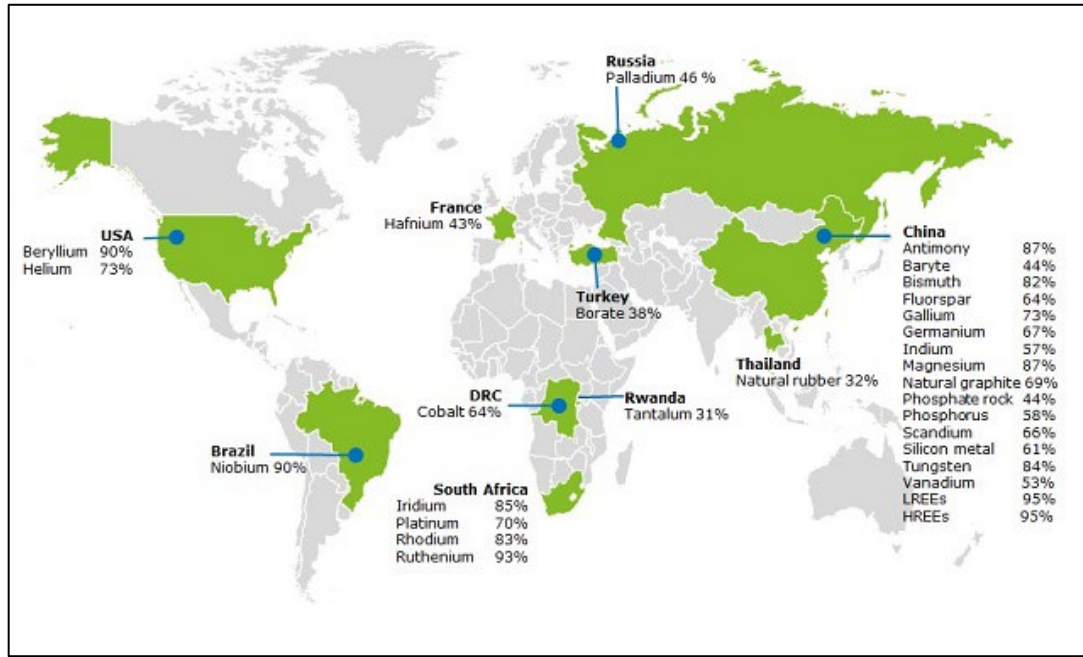 Russia
Palladium 46 %
France
Hafnium 43%
USA
Beryllium 90%
Helium 73%
Turkey
Borate 38%
China
Antimony 87%
Baryte 44%
Bismuth 82%
Fluorspar 64%
Gallium 73%
Germanium 67%
Indium 57%
Magnesium 87%
Natural graphite 69%
Phosphate rock 44%
Phosphorus 58%
Scandium 66%
Silicon metal 61%
Tungsten 84%
Vanadium 53%
LREEs 95%
HREEs 95%
Thailand
Natural rubber 32%
DRC
Cobalt 64%
Rwanda
Tantalum 31%
Brazil
Niobium 90%
South Africa
Iridium 85%
Platinum 70%
Rhodium 83%
Ruthenium 93%